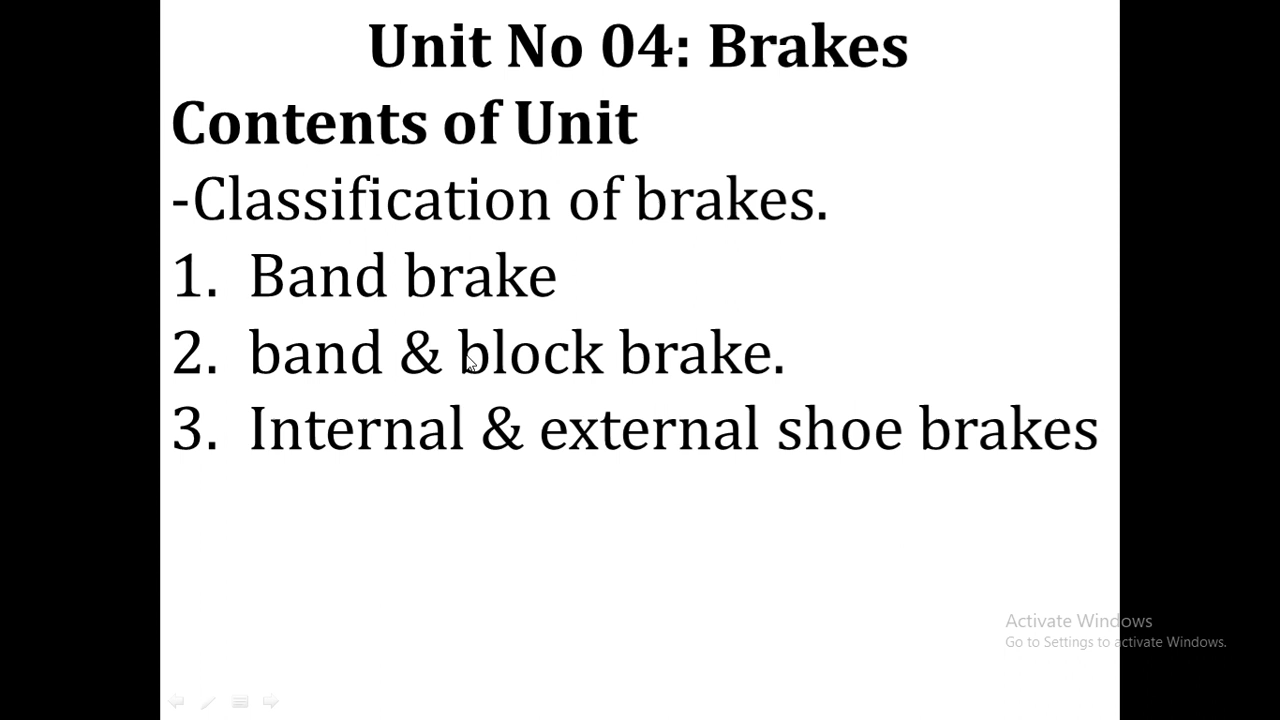 Unit No 04: Brakes
Contents of Unit
-Classification of brakes.
1. Band brake
2. band & block brake.
3. Internal & external shoe brakes
Activate Windows
Go to Settings to activate Windows.